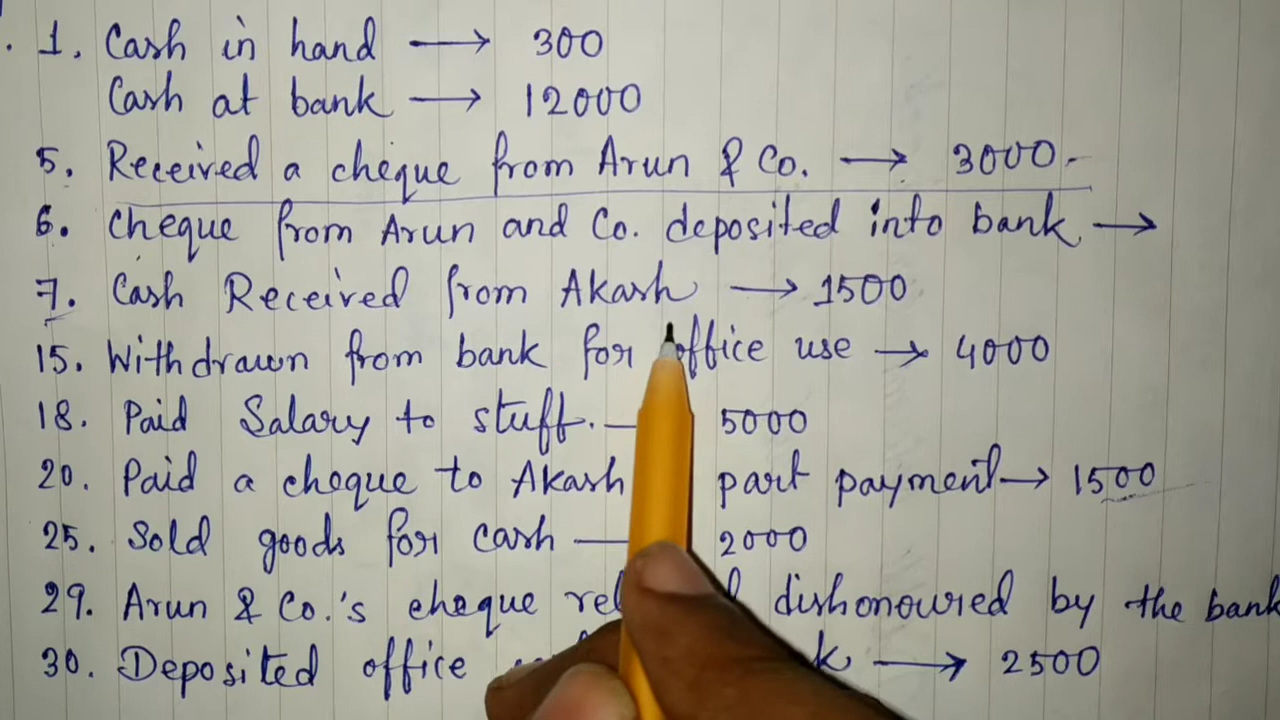 1. Cash in hand → 300
Cash at bank → 12000
5. Received a cheque from Arun & Co. → 3000.-
6. Cheque from Arun and Co. deposited into bank →
7. Cash Received from Akash → 1500
15. Withdrawn from bank for office use → 4000
18. Paid Salary to stuff. — 5000
20. Paid a cheque to Akash part payment → 1500
25. Sold goods for cash — 2000
29. Arun & Co.'s cheque dishonoured by the bank
30. Deposited office → 2500